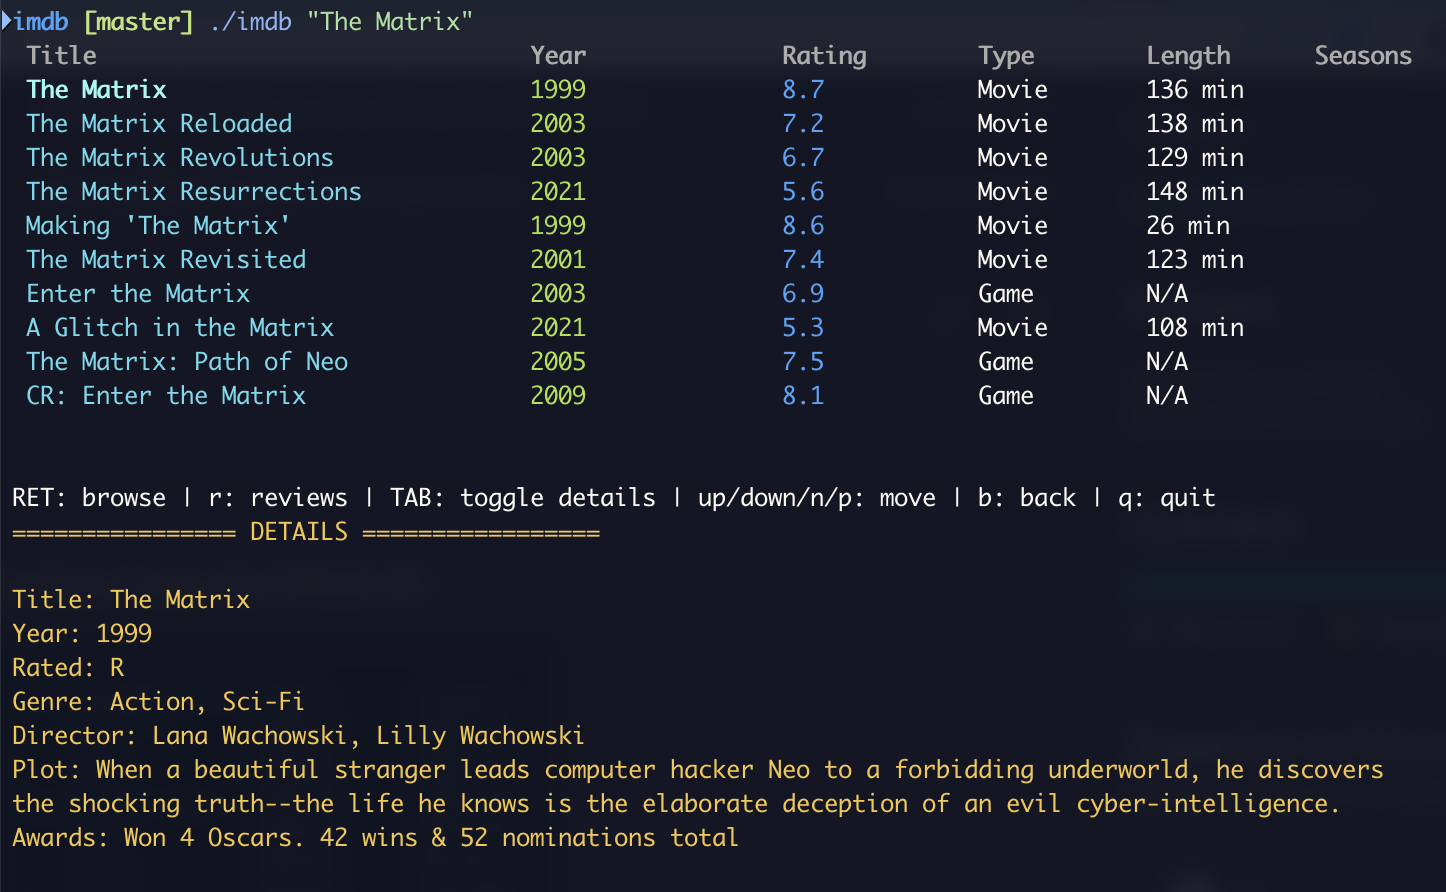 imdb [master] ./imdb "The Matrix"
Title Year Rating Type Length Seasons
The Matrix 1999 8.7 Movie 136 min
The Matrix Reloaded 2003 7.2 Movie 138 min
The Matrix Revolutions 2003 6.7 Movie 129 min
The Matrix Resurrections 2021 5.6 Movie 148 min
Making 'The Matrix' 1999 8.6 Movie 26 min
The Matrix Revisited 2001 7.4 Movie 123 min
Enter the Matrix 2003 6.9 Game N/A
A Glitch in the Matrix 2021 5.3 Movie 108 min
The Matrix: Path of Neo 2005 7.5 Game N/A
CR: Enter the Matrix 2009 8.1 Game N/A
RET: browse | r: reviews | TAB: toggle details | up/down/n/p: move | b: back | q: quit
================ DETAILS =================
Title: The Matrix
Year: 1999
Rated: R
Genre: Action, Sci-Fi
Director: Lana Wachowski, Lilly Wachowski
Plot: When a beautiful stranger leads computer hacker Neo to a forbidding underworld, he discovers
the shocking truth--the life he knows is the elaborate deception of an evil cyber-intelligence.
Awards: Won 4 Oscars. 42 wins & 52 nominations total